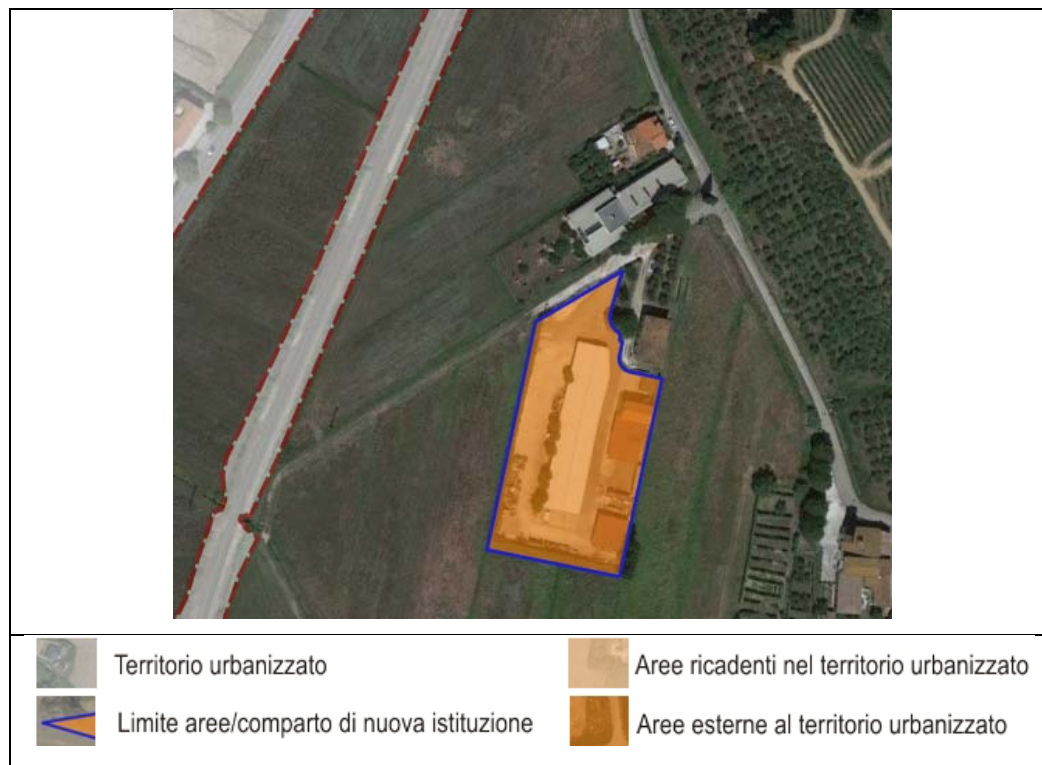 Territorio urbanizzato
Aree ricadenti nel territorio urbanizzato
Limite aree/comparto di nuova istituzione
Aree esterne al territorio urbanizzato